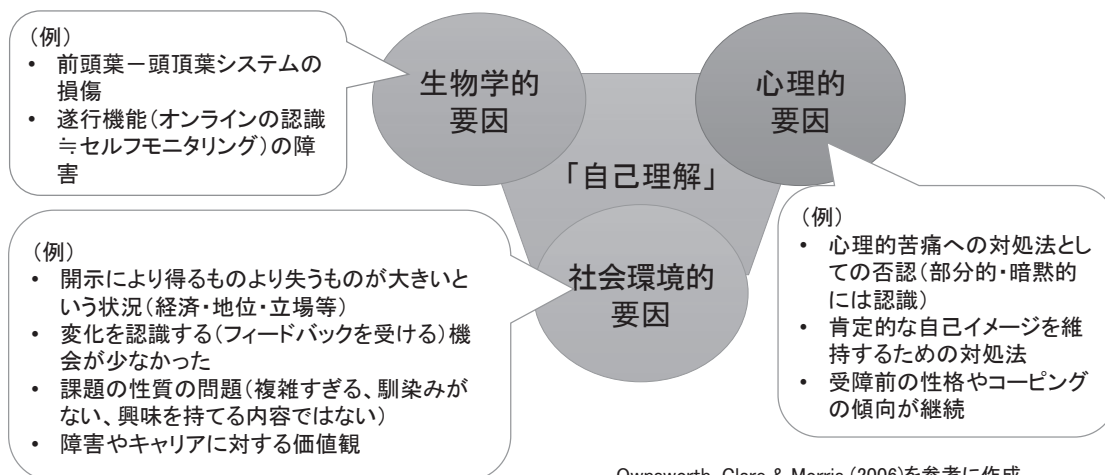 （例）
• 前頭葉－頭頂葉システムの
損傷
• 遂行機能（オンラインの認識
≒セルフモニタリング）の障
害
生物学的
要因
心理的
要因
「自己理解」
社会環境的
要因
（例）
• 開示により得るものより失うものが大きいと
いう状況（経済・地位・立場等）
• 変化を認識する（フィードバックを受ける）機
会が少なかった
• 課題の性質の問題（複雑すぎる、馴染みが
ない、興味を持てる内容ではない）
• 障害やキャリアに対する価値観
（例）
• 心理的苦痛への対処法とし
ての否認（部分的・暗黙的
には認識）
• 肯定的な自己イメージを維
持するための対処法
• 受障前の性格やコーピング
の傾向が継続
Ownsworth, Clare & Morris (2006)を参考に作成